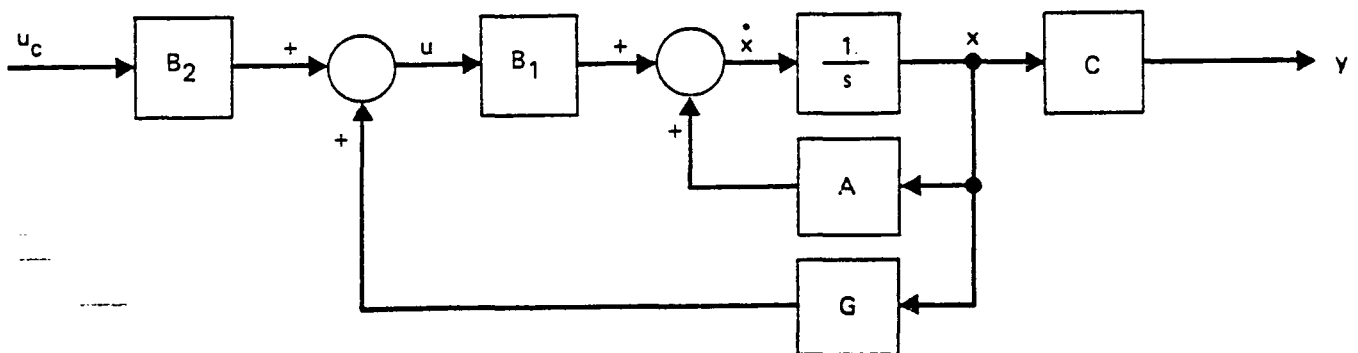 u_c
B_2
+
+
u
B_1
+
+
ẋ
1
s
x
C
y
A
G